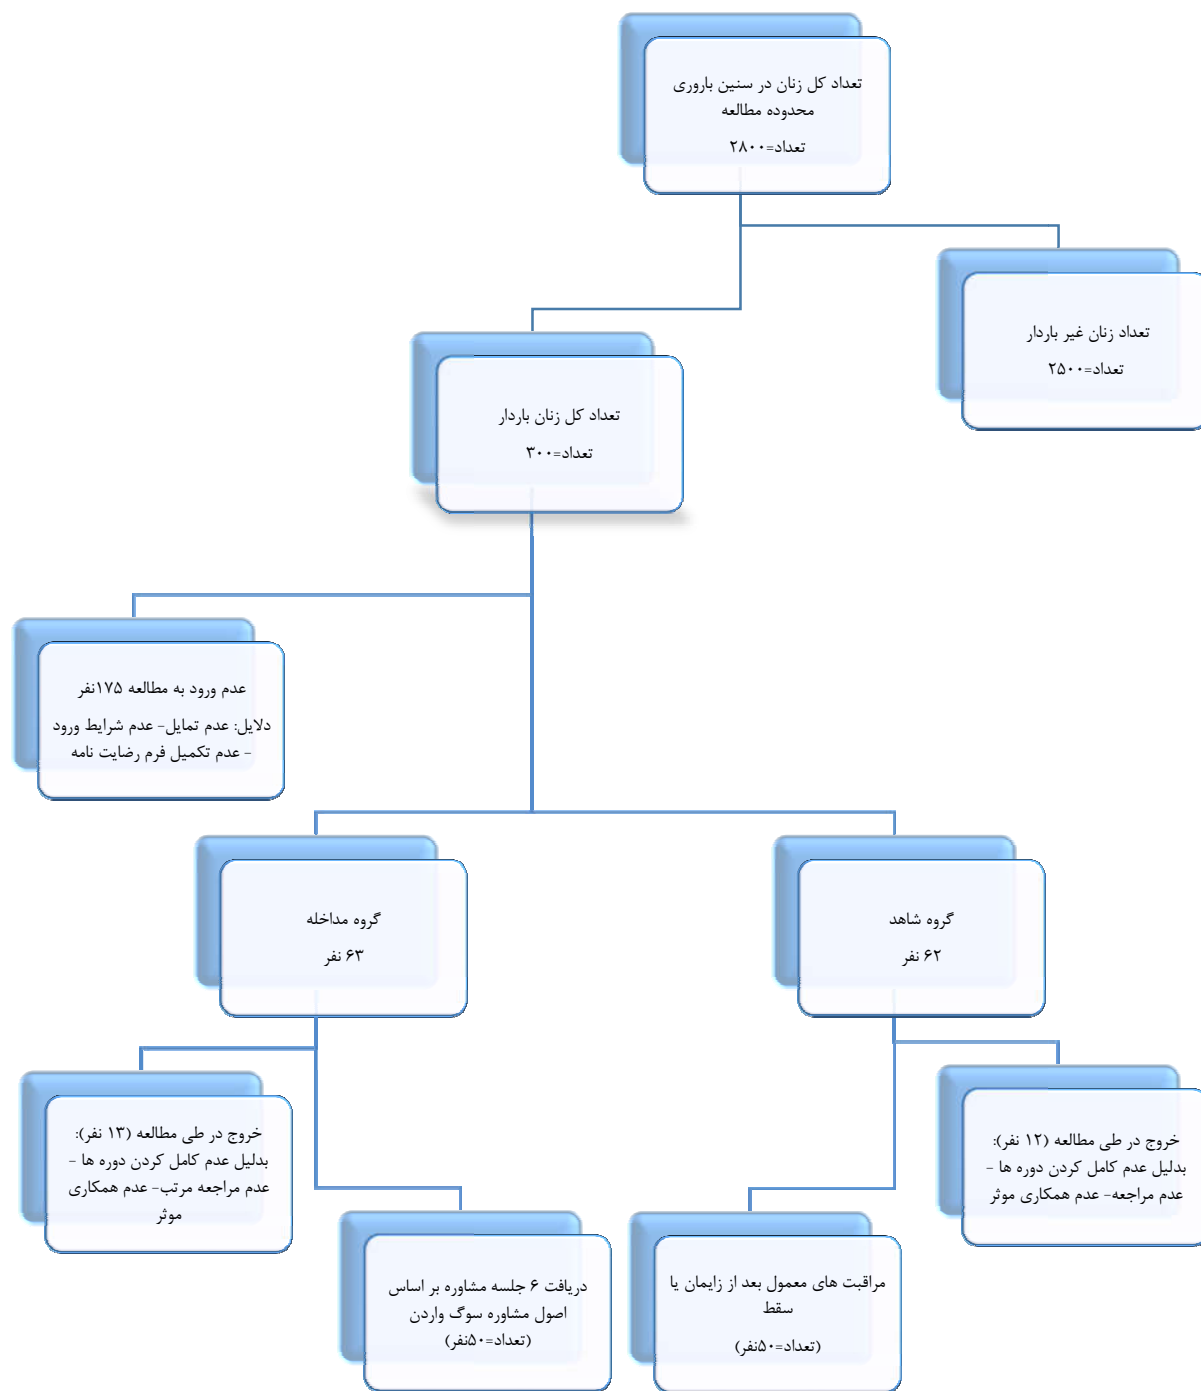 تعداد کل زنان در سنین باروری
محدوده مطالعه
تعداد=۲۸۰۰
تعداد زنان غیر باردار
تعداد=۲۵۰۰
تعداد کل زنان باردار
تعداد=۳۰۰
عدم ورود به مطالعه ۱۷۵نفر
دلایل: عدم تمایل- عدم شرایط ورود
- عدم تکمیل فرم رضایت نامه
گروه شاهد
۶۲ نفر
گروه مداخله
۶۳ نفر
خروج در طی مطالعه (۱۲ نفر):
بدلیل عدم کامل کردن دوره ها -
عدم مراجعه- عدم همکاری موثر
خروج در طی مطالعه (۱۳ نفر):
بدلیل عدم کامل کردن دوره ها -
عدم مراجعه مرتب- عدم همکاری
موثر
مراقبت های معمول بعد از زایمان یا
سقط
(تعداد=۵۰نفر)
دریافت ۶ جلسه مشاوره بر اساس
اصول مشاوره سوگ واردن
(تعداد=۵۰نفر)